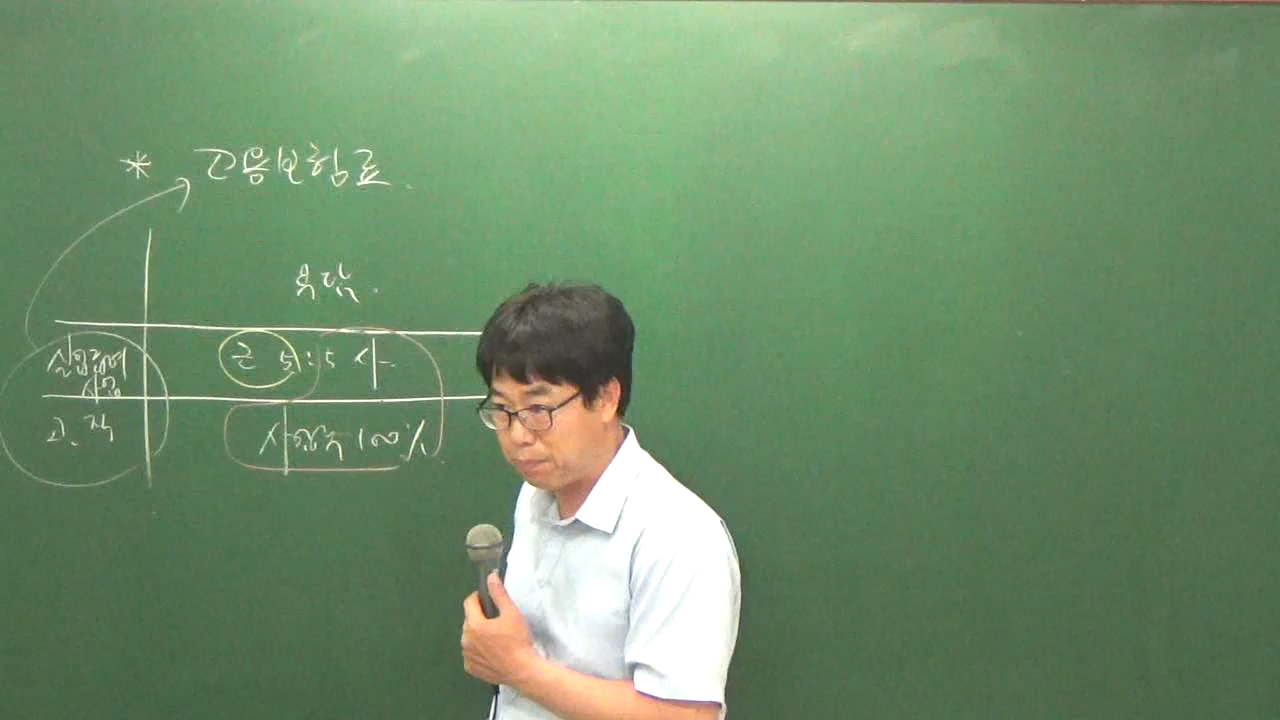 * 고용보험료.
부담.
실업급여 근 5:5 사
사업
고.직 사업주 100%